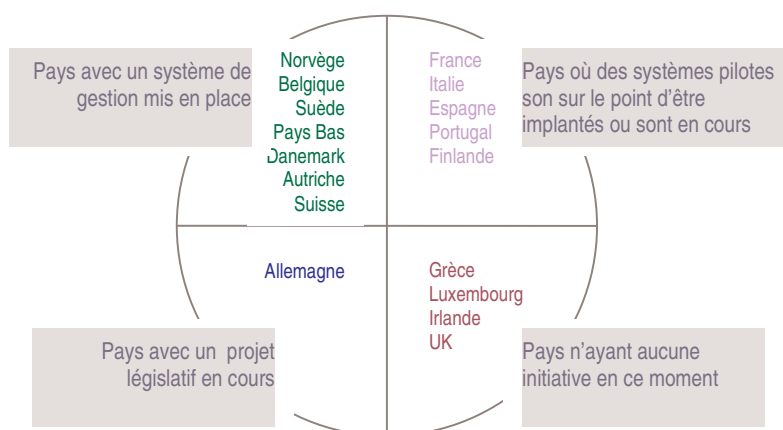 Pays avec un système de
gestion mis en place
Norvège
Belgique
Suède
Pays Bas
Danemark
Autriche
Suisse
France
Italie
Espagne
Portugal
Finlande
Pays où des systèmes pilotes
son sur le point d'être
implantés ou sont en cours
Allemagne
Pays avec un projet
législatif en cours
Grèce
Luxembourg
Irlande
UK
Pays n'ayant aucune
initiative en ce moment